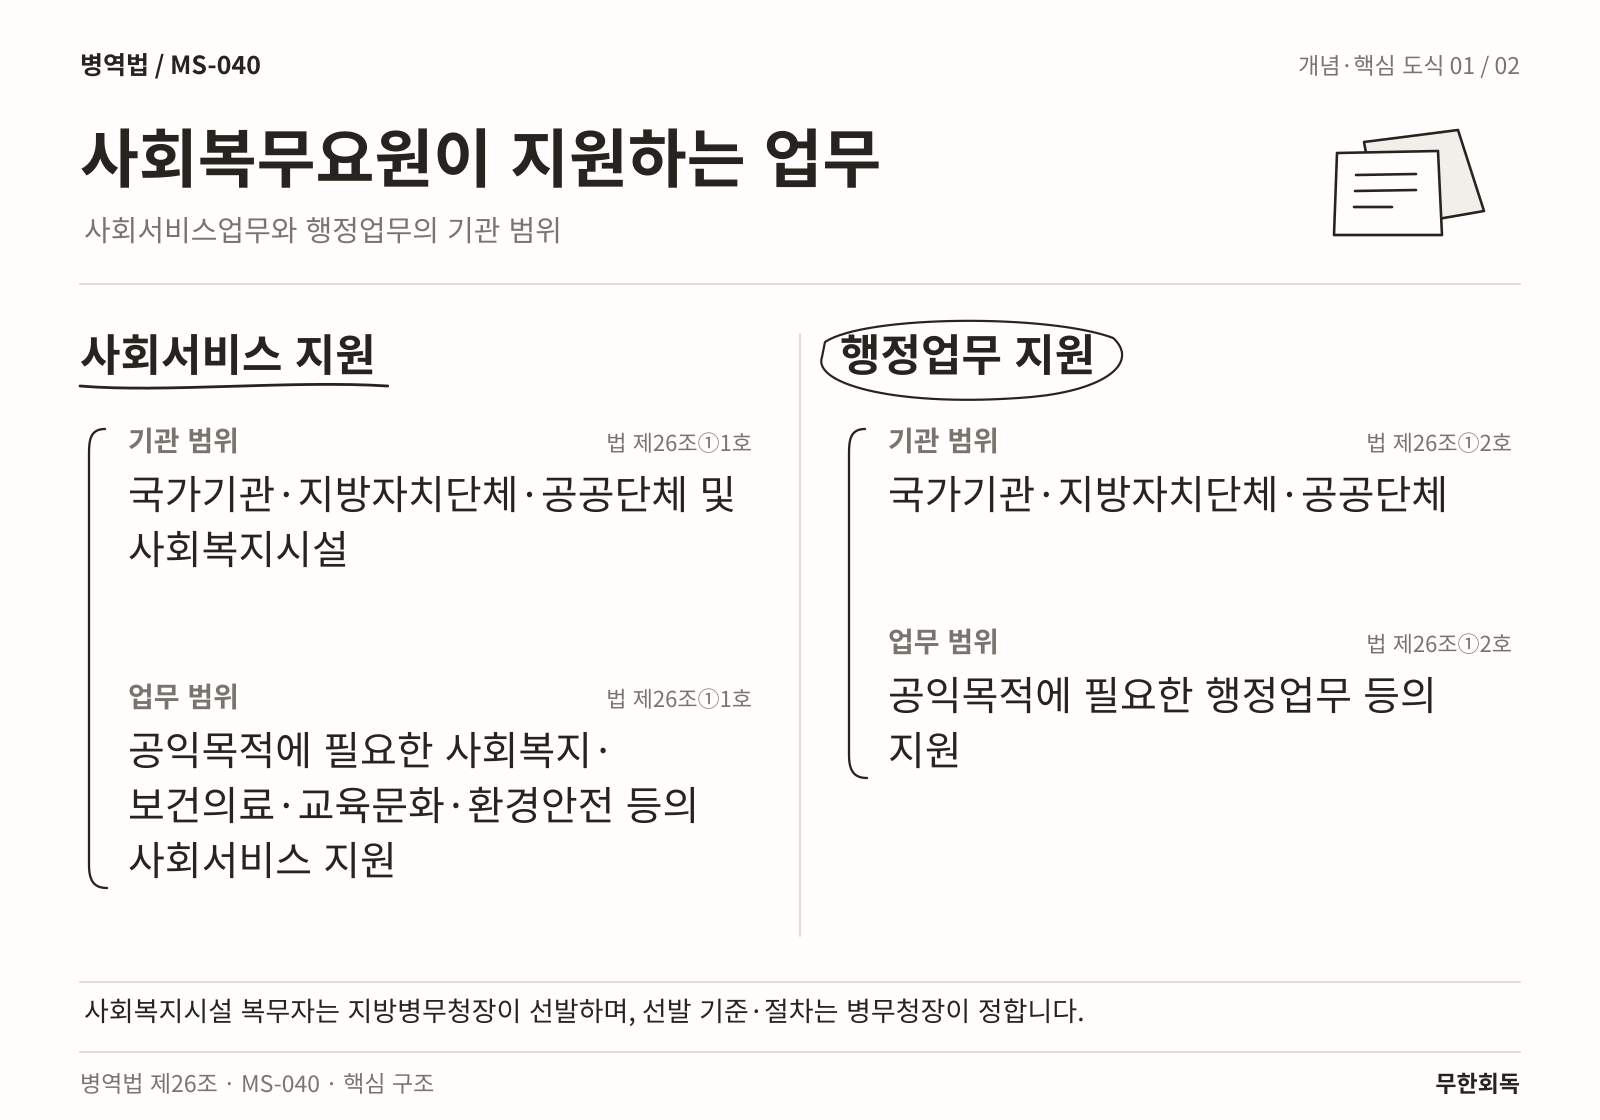 병역법 / MS-040
개념·핵심 도식 01 / 02
사회복무요원이 지원하는 업무
사회서비스업무와 행정업무의 기관 범위
사회서비스 지원
기관 범위
법 제26조①1호
국가기관·지방자치단체·공공단체 및
사회복지시설
업무 범위
법 제26조①1호
공익목적에 필요한 사회복지·
보건의료·교육문화·환경안전 등의
사회서비스 지원
행정업무 지원
기관 범위
법 제26조①2호
국가기관·지방자치단체·공공단체
업무 범위
법 제26조①2호
공익목적에 필요한 행정업무 등의
지원
사회복지시설 복무자는 지방병무청장이 선발하며, 선발 기준·절차는 병무청장이 정합니다.
병역법 제26조 · MS-040 · 핵심 구조
무한회독